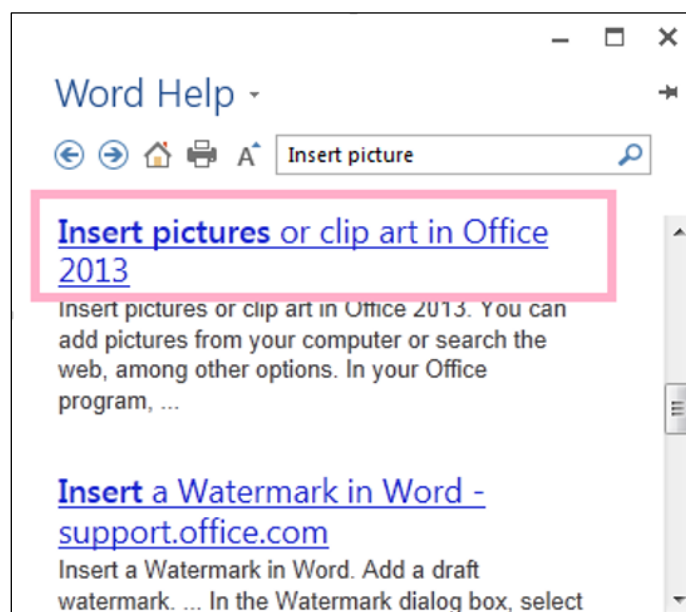 Word Help
A
Insert picture
Insert pictures or clip art in Office
2013
Insert pictures or clip art in Office 2013. You can
add pictures from your computer or search the
web, among other options. In your Office
program, ...
Insert a Watermark in Word -
support.office.com
Insert a Watermark in Word. Add a draft
watermark. ... In the Watermark dialog box, select